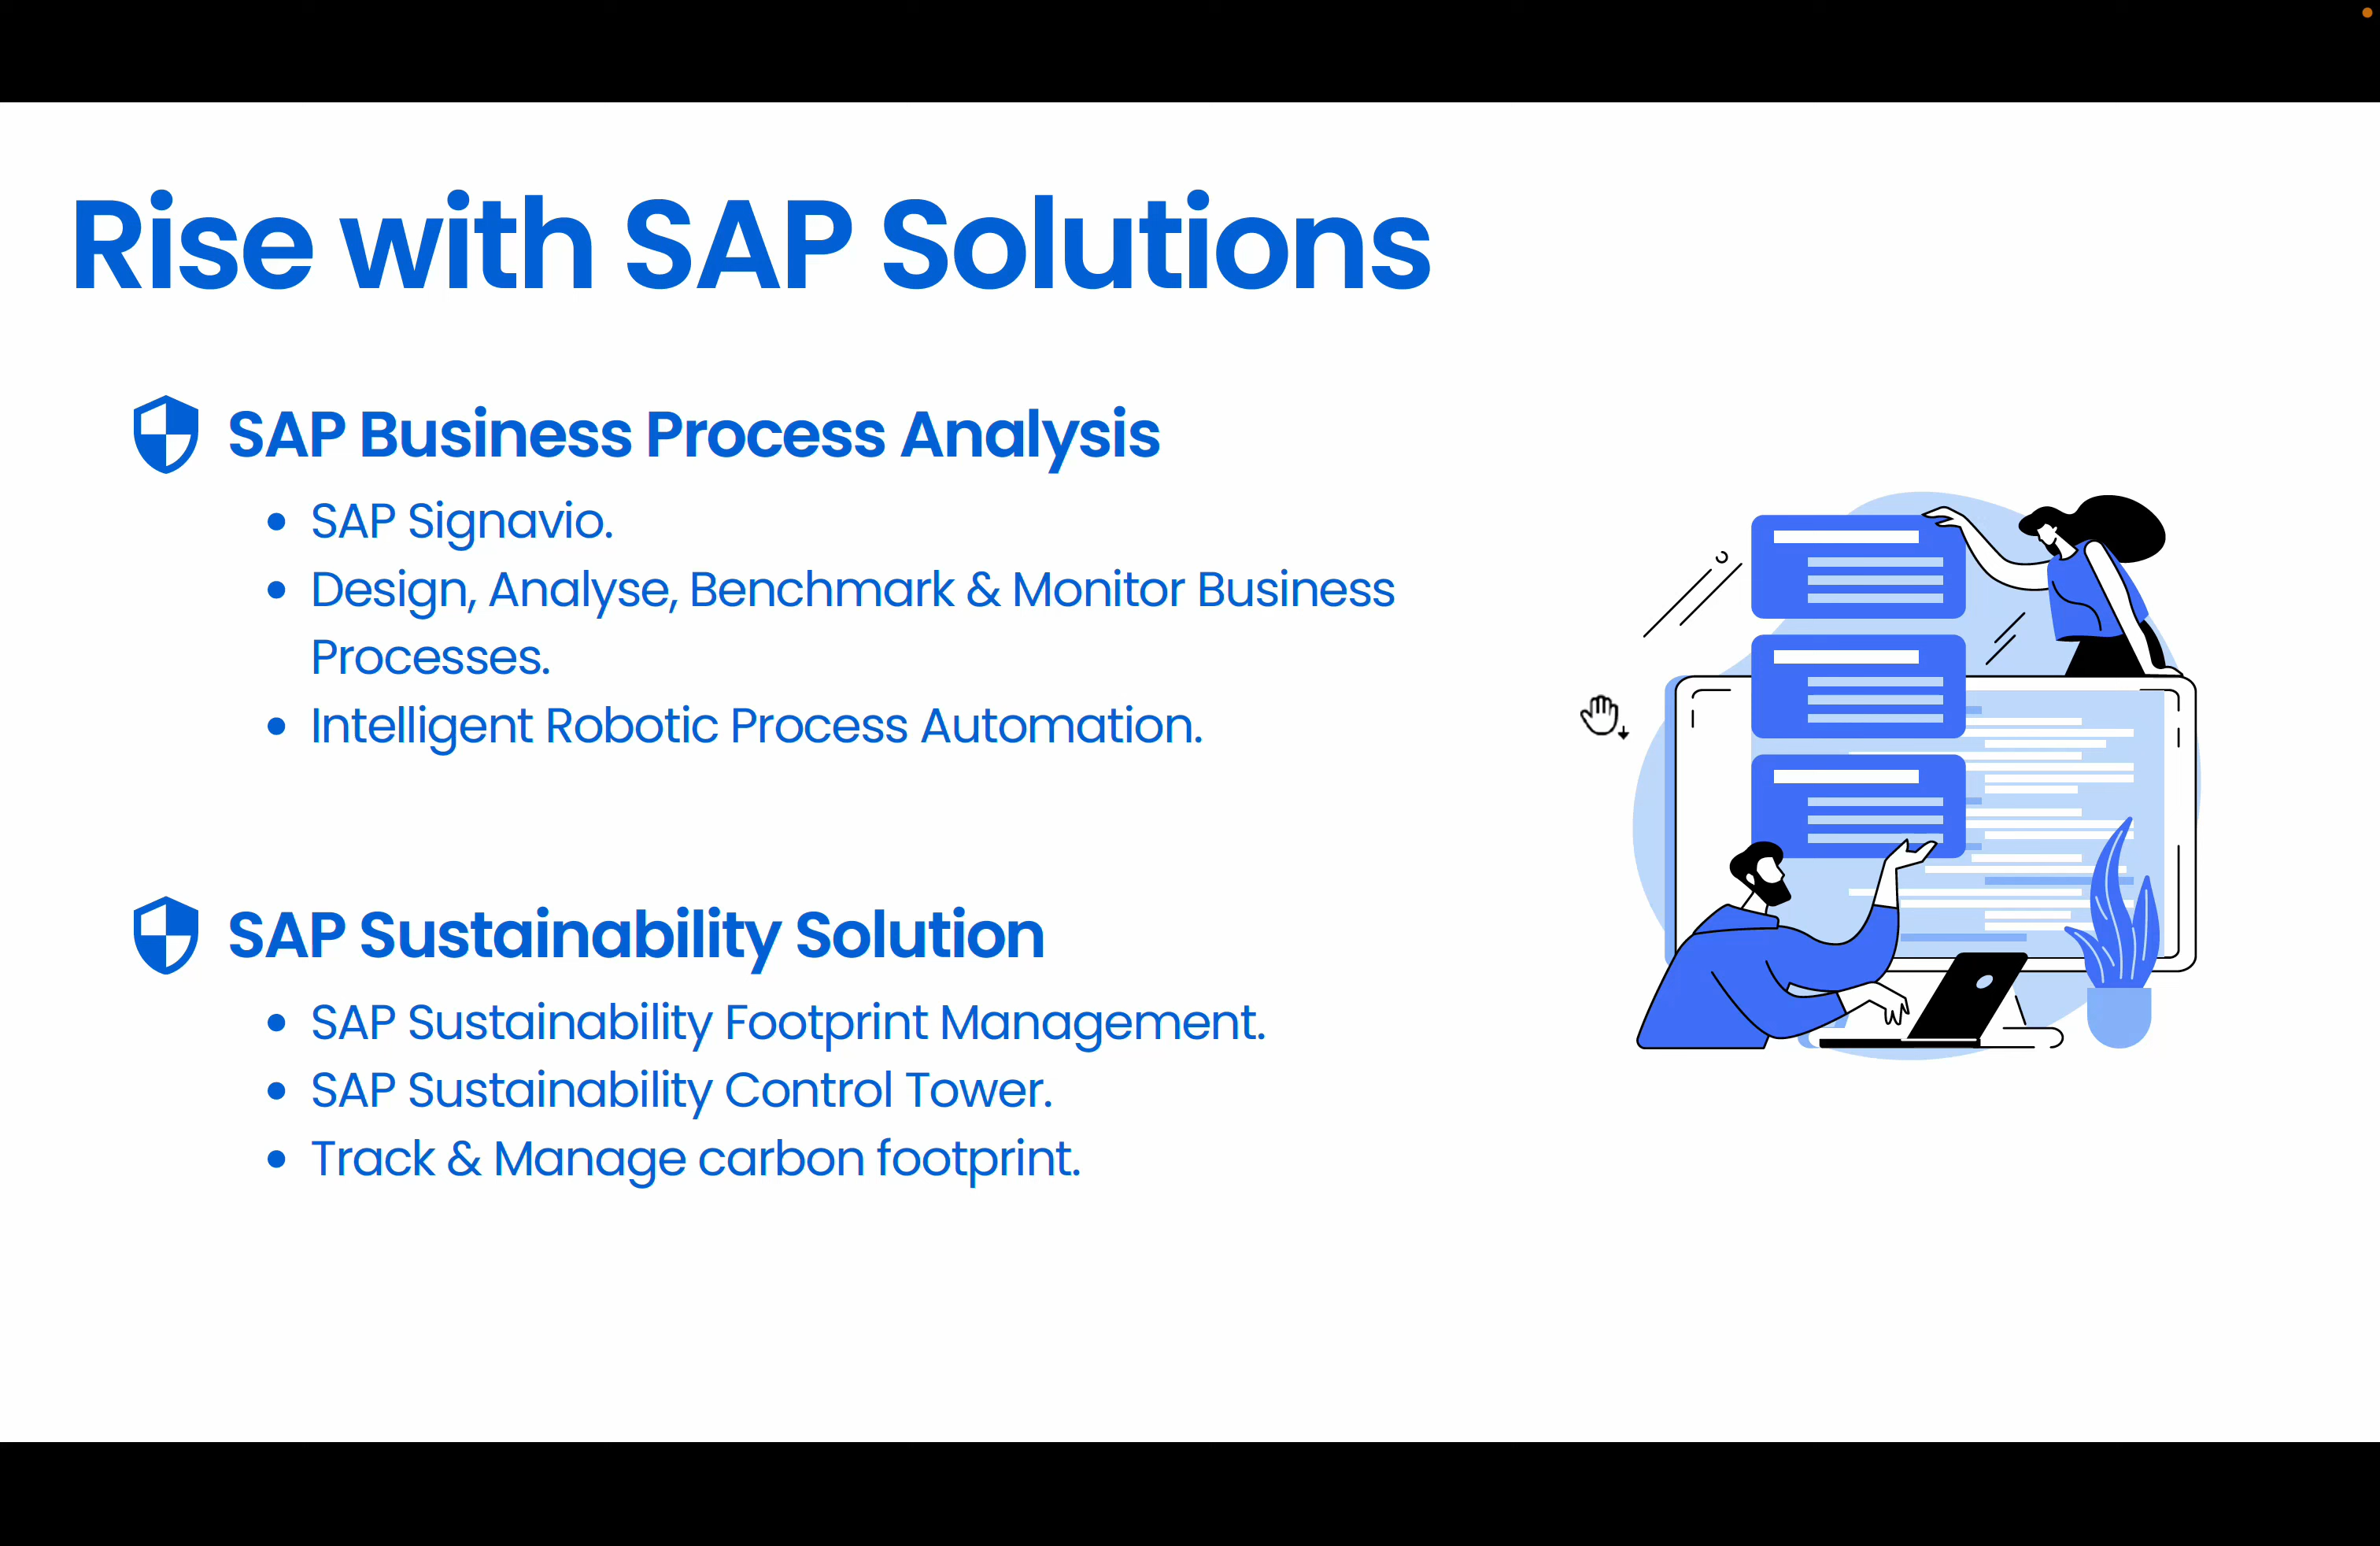 Rise with SAP Solutions
SAP Business Process Analysis
SAP Signavio.
Design, Analyse, Benchmark & Monitor Business
Processes.
Intelligent Robotic Process Automation.
SAP Sustainability Solution
SAP Sustainability Footprint Management.
SAP Sustainability Control Tower.
Track & Manage carbon footprint.